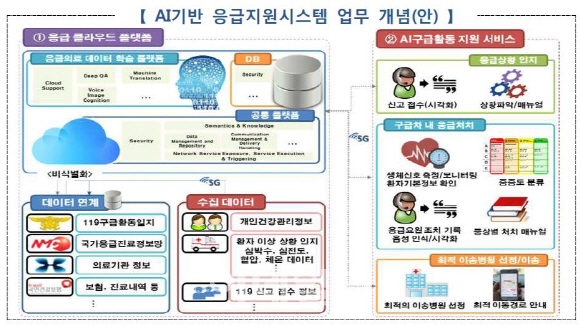 【 AI기반 응급지원시스템 업무 개념(안) 】
① 응급 클라우드 플랫폼
응급의료 데이터 학습 플랫폼
Cloud Support
Deep QA
Machine Translation
Voice Image Cognition
...
DB
Security
...
공통 플랫폼
Semantics & Knowledge
Security
Data Management and Repository
Communication Management & Delivery Handling
...
Network Service Exposure, Service Execution & Triggering
<비식별화>
5G
데이터 연계
119구급활동일지
국가응급진료정보망
의료기관 정보
보험, 진료내역 등
수집 데이터
개인건강관리정보
환자 이상 상황 인지
심박수, 심전도,
혈압, 체온 데이터
119 신고 접수 정보
5G
② AI구급활동 지원 서비스
응급상황 인지
신고 접수(시각화)
상황파악/매뉴얼
구급차 내 응급처치
생체신호 측정/모니터링
환자기본정보 확인
중증도 분류
응급요원 조치 기록
음성 인식/시각화
증상별 처치 매뉴얼
최적 이송병원 선정/이송
최적의 이송병원 선정
최적 이동경로 안내